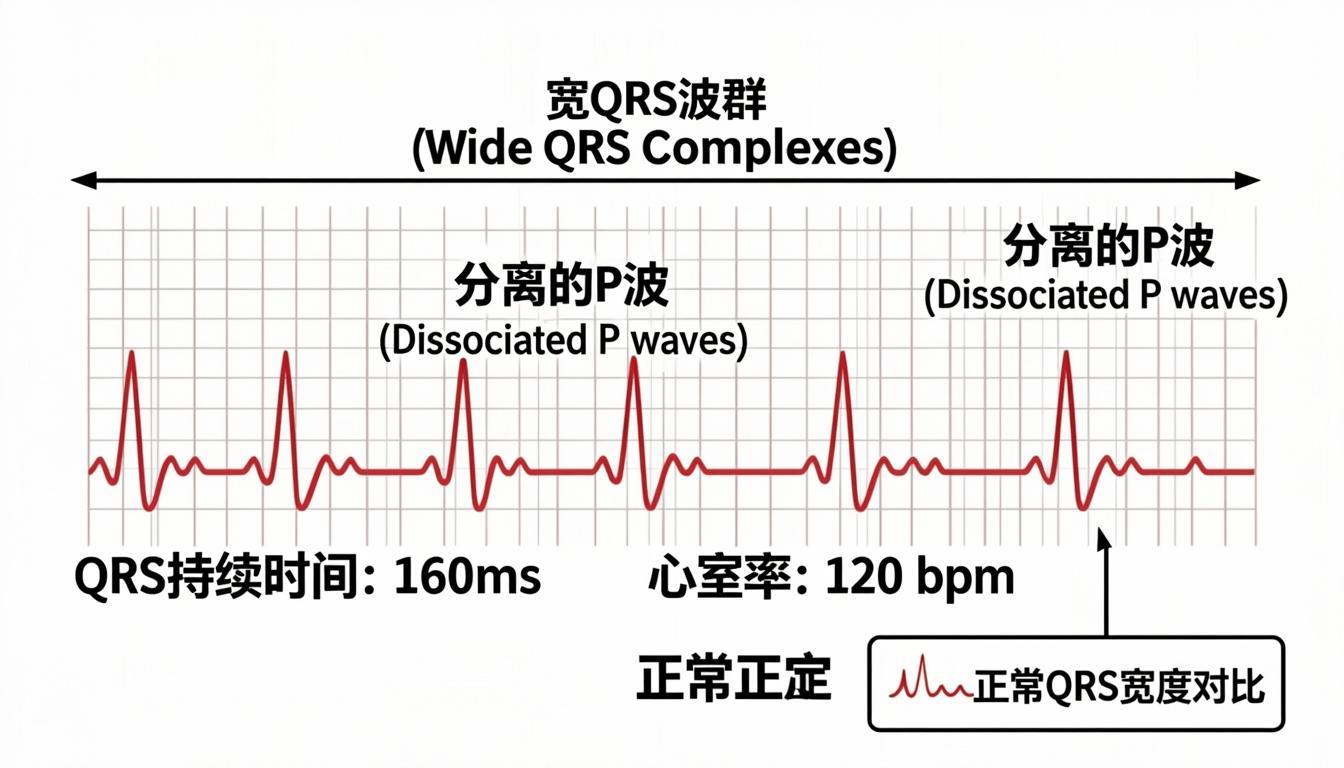 宽QRS波群
(Wide QRS Complexes)
分离的P波
(Dissociated P waves)
分离的P波
(Dissociated P waves)
QRS持续时间：160ms
心室率：120 bpm
正常正定
正常QRS宽度对比